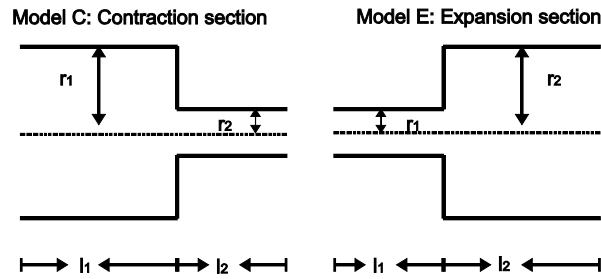 Model C: Contraction section
Model E: Expansion section
r1
r2
r2
r1
l1
l2
l1
l2